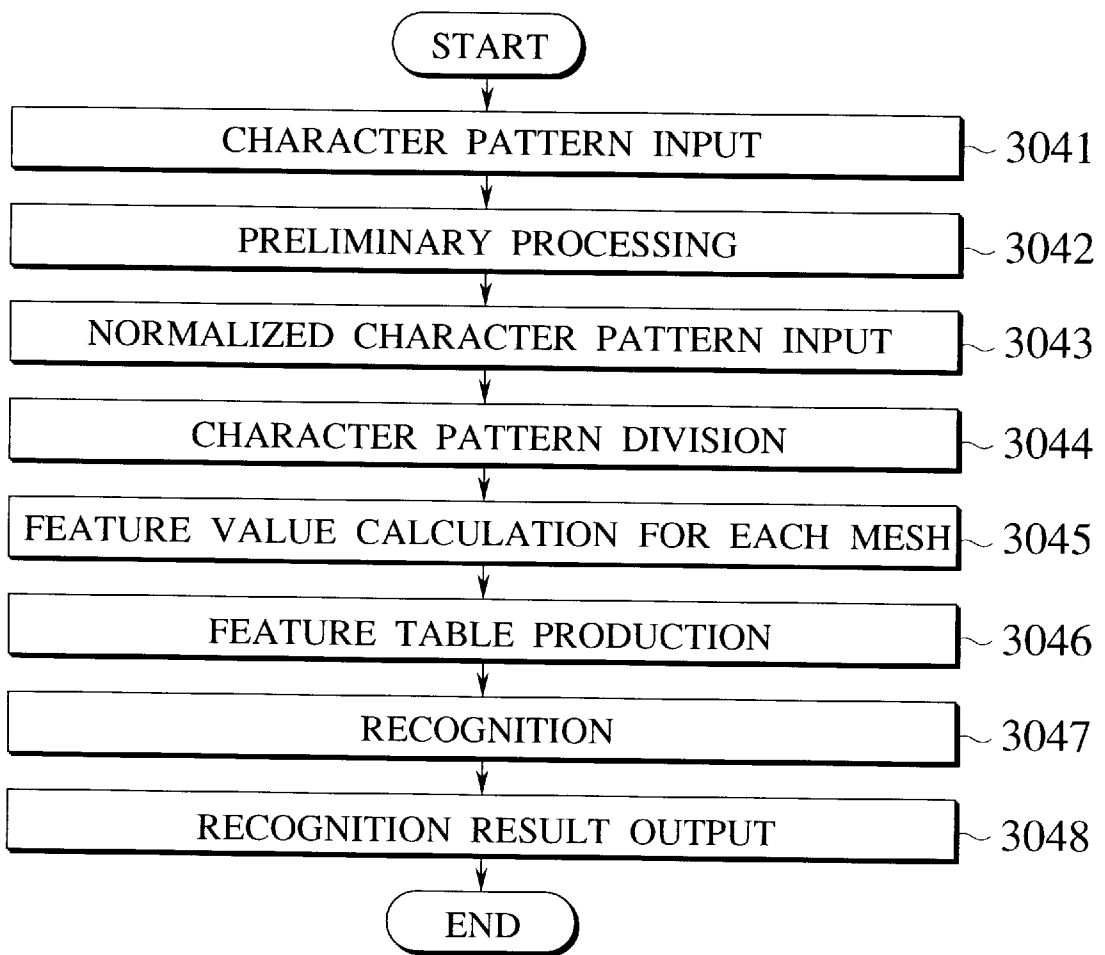 START
CHARACTER PATTERN INPUT 3041
PRELIMINARY PROCESSING 3042
NORMALIZED CHARACTER PATTERN INPUT 3043
CHARACTER PATTERN DIVISION 3044
FEATURE VALUE CALCULATION FOR EACH MESH 3045
FEATURE TABLE PRODUCTION 3046
RECOGNITION 3047
RECOGNITION RESULT OUTPUT 3048
END